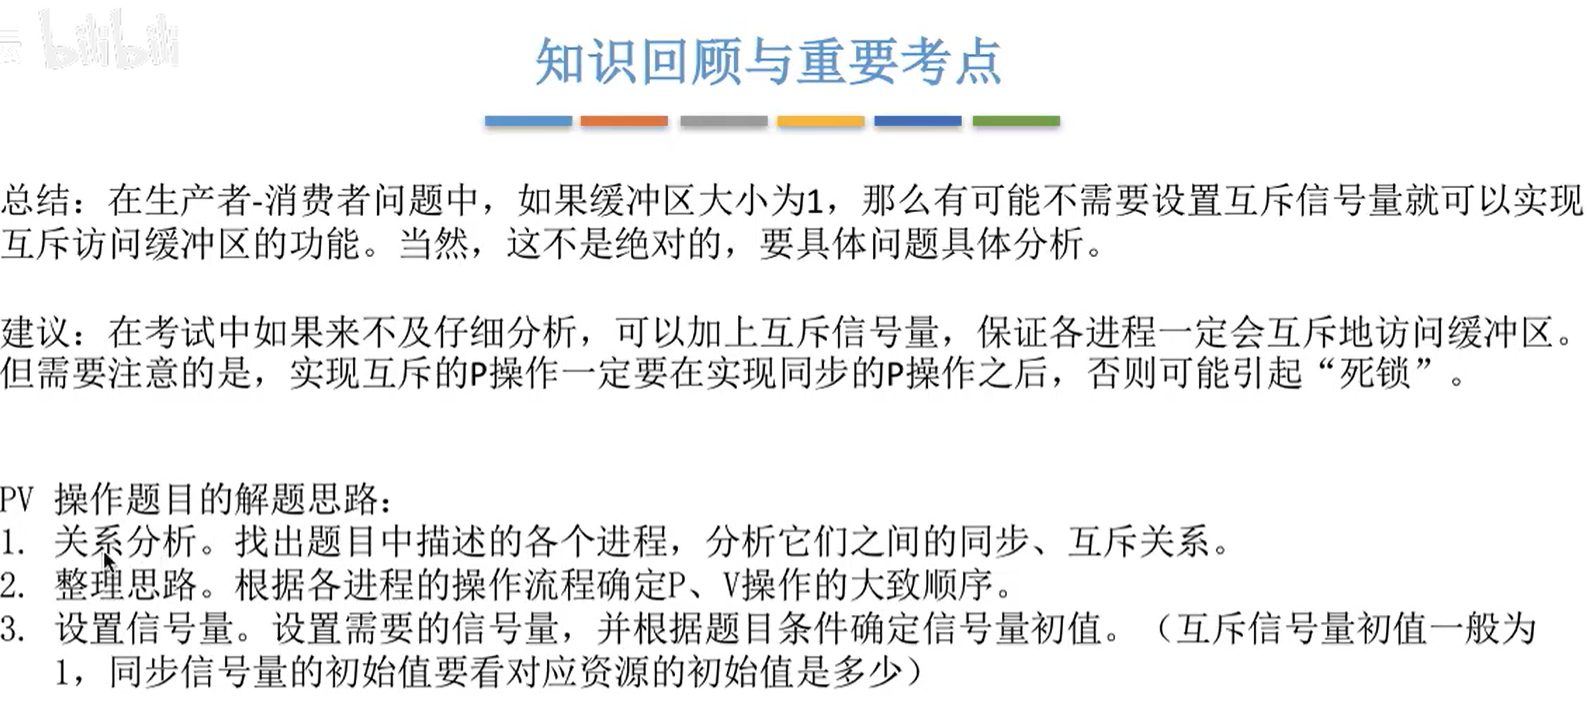 bilibili
知识回顾与重要考点
总结：在生产者-消费者问题中，如果缓冲区大小为1，那么有可能不需要设置互斥信号量就可以实现
互斥访问缓冲区的功能。当然，这不是绝对的，要具体问题具体分析。
建议：在考试中如果来不及仔细分析，可以加上互斥信号量，保证各进程一定会互斥地访问缓冲区。
但需要注意的是，实现互斥的P操作一定要在实现同步的P操作之后，否则可能引起“死锁”。
PV 操作题目的解题思路：
1. 关系分析。找出题目中描述的各个进程，分析它们之间的同步、互斥关系。
2. 整理思路。根据各进程的操作流程确定P、V操作的大致顺序。
3. 设置信号量。设置需要的信号量，并根据题目条件确定信号量初值。（互斥信号量初值一般为
1，同步信号量的初始值要看对应资源的初始值是多少）